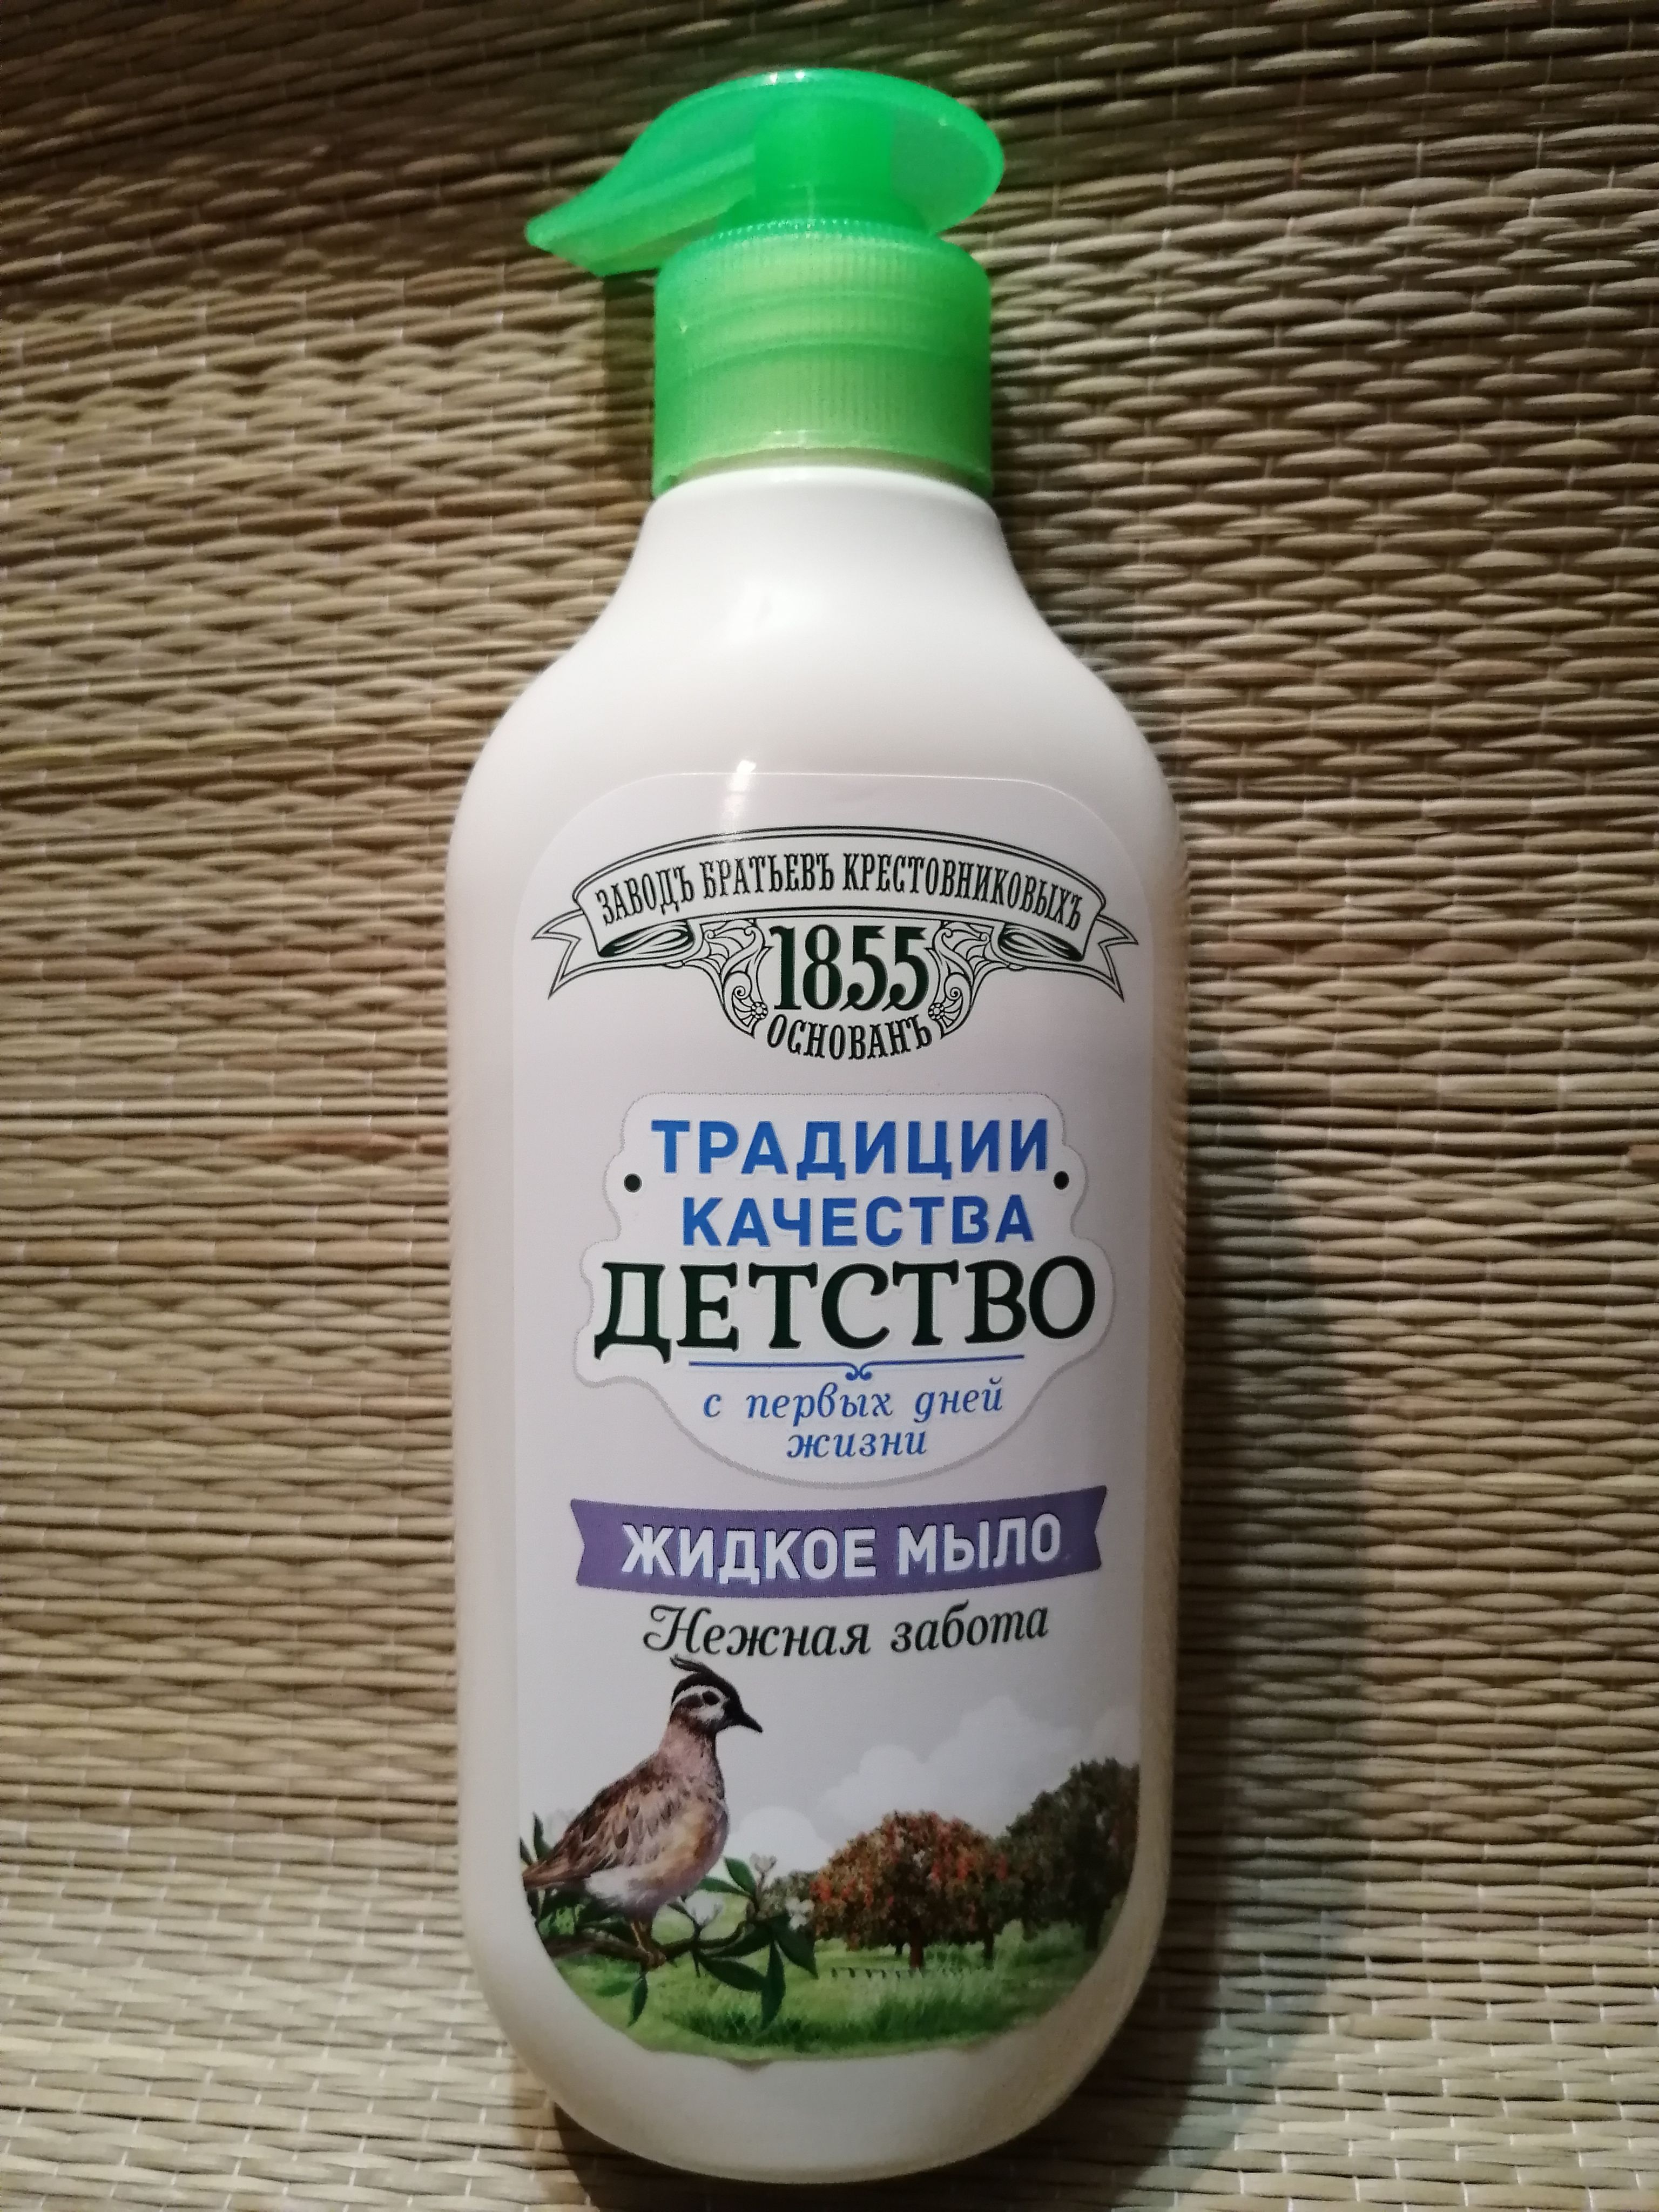 ЗАВОДЪ БРАТЬЕВЪ КРЕСТОВНИКОВЫХЪ
1855
ОСНОВАНЪ
ТРАДИЦИИ
КАЧЕСТВА
ДЕТСТВО
с первых дней
жизни
ЖИДКОЕ МЫЛО
Нежная забота